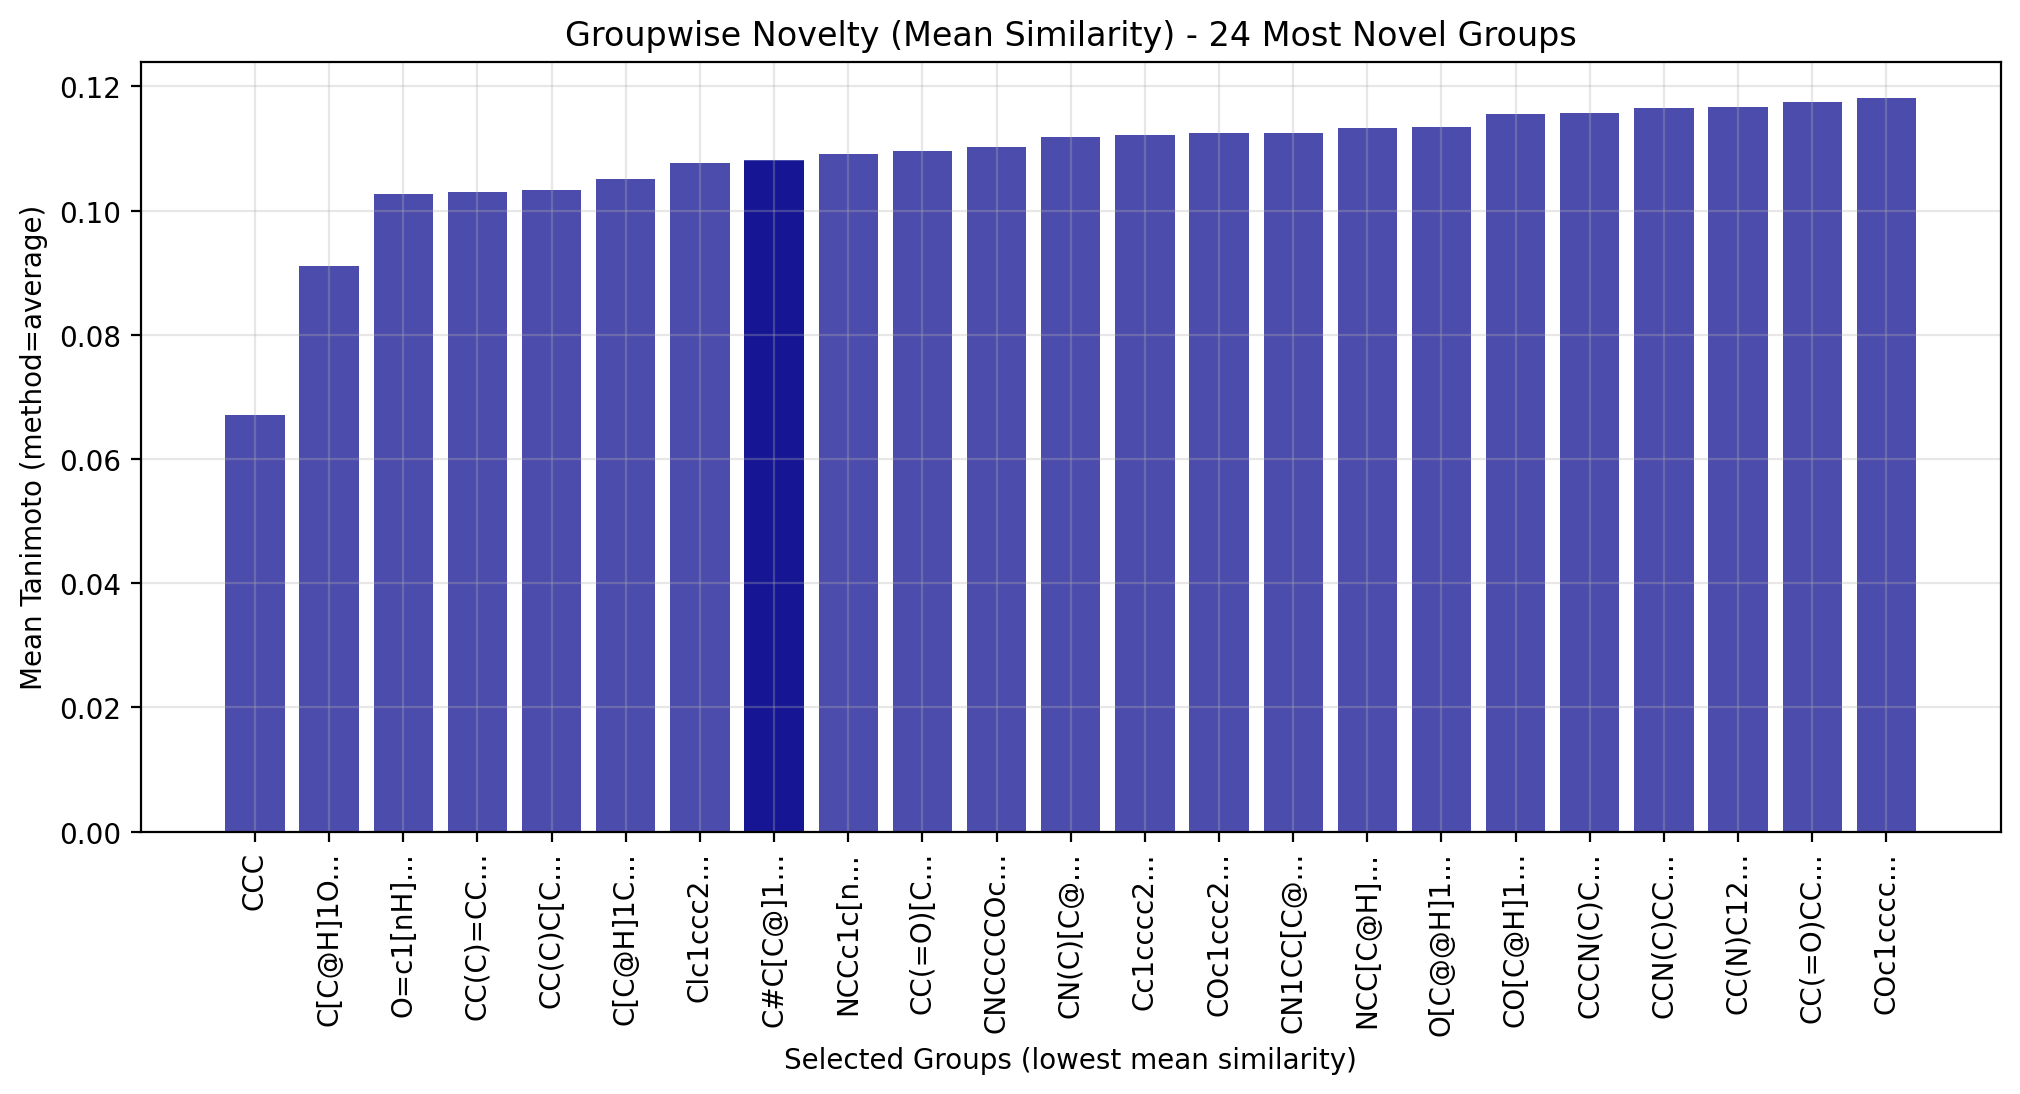 Groupwise Novelty (Mean Similarity) - 24 Most Novel Groups
Mean Tanimoto (method=average)
0.12
0.10
0.08
0.06
0.04
0.02
0.00
CCC
C[C@H]1O...
O=c1[nH]...
CC(C)=CC...
CC(C)C[C...
C[C@H]1C...
Clc1cccc2...
C#C[C@]1...
NCCc1c[n...
CC(=O)[C...
CNCCCOc...
CN(C)[C@...
Cc1cccc2...
COc1ccc2...
CN1CC[C@...
NCC[C@H]...
O[C@@H]1...
CO[C@H]1...
CCCN(C)C...
CCN(C)CC...
CC(N)C12...
CC(=O)CC...
COc1cccc...
Selected Groups (lowest mean similarity)